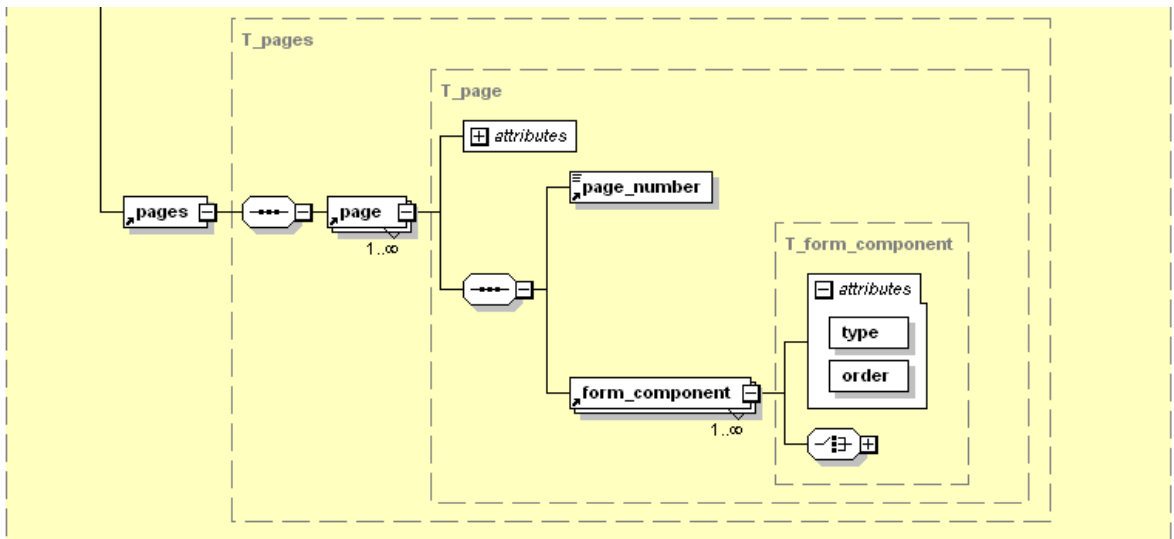 T_pages
T_page
attributes
page_number
pages
page
1..∞
T_form_component
attributes
type
order
form_component
1..∞